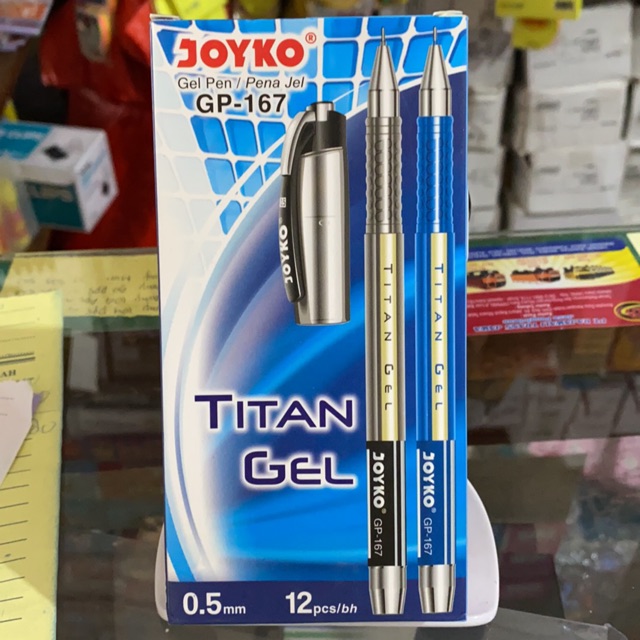 JOYKO®
Gel Pen / Pena Jel
GP-167
JOYKO
TITAN GEL
TITAN GEL
TITAN
GEL
JOYKO
GP-167
JOYKO
GP-167
0.5mm
12pcs/bh